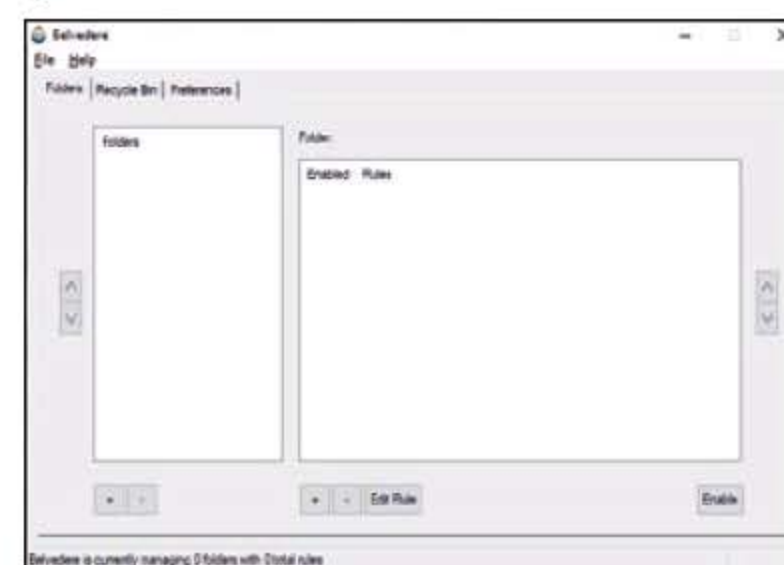 Belvedere
File Help
Folders Recycle Bin Preferences
Folders
Folder:
Enabled Rules
+ - + - Edit Rule Enable
Belvedere is currently managing 0 folders with 0 total rules